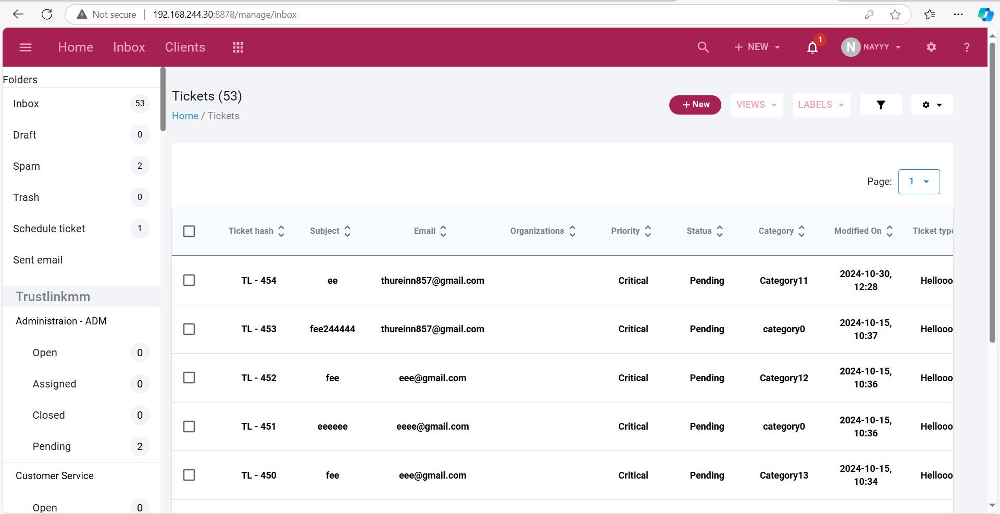 Not secure 192.168.244.30:8878/manage/inbox
Home Inbox Clients + NEW 1 N NAYYY ?
Folders
Inbox 53
Draft 0
Spam 2
Trash 0
Schedule ticket 1
Sent email
Trustlinkmm
Administraion - ADM
Open 0
Assigned 0
Closed 0
Pending 2
Customer Service
Open 0
Tickets (53)
Home / Tickets
+ New VIEWS LABELS
Page: 1
Ticket hash Subject Email Organizations Priority Status Category Modified On Ticket type
TL - 454 ee thureinn857@gmail.com Critical Pending Category11 2024-10-30, 12:28 Hellooo
TL - 453 fee244444 thureinn857@gmail.com Critical Pending category0 2024-10-15, 10:37 Hellooo
TL - 452 fee eee@gmail.com Critical Pending Category12 2024-10-15, 10:36 Hellooo
TL - 451 eeeeee eeee@gmail.com Critical Pending category0 2024-10-15, 10:36 Hellooo
TL - 450 fee eee@gmail.com Critical Pending Category13 2024-10-15, 10:34 Hellooo